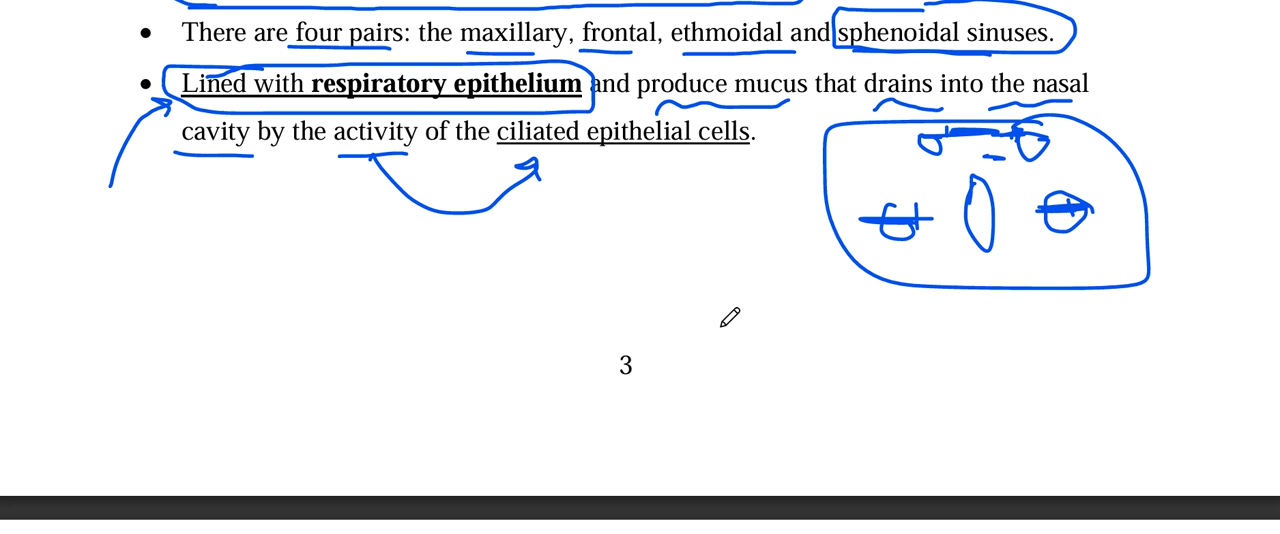 • There are four pairs: the maxillary, frontal, ethmoidal and sphenoidal sinuses.
• Lined with respiratory epithelium and produce mucus that drains into the nasal
cavity by the activity of the ciliated epithelial cells.
3